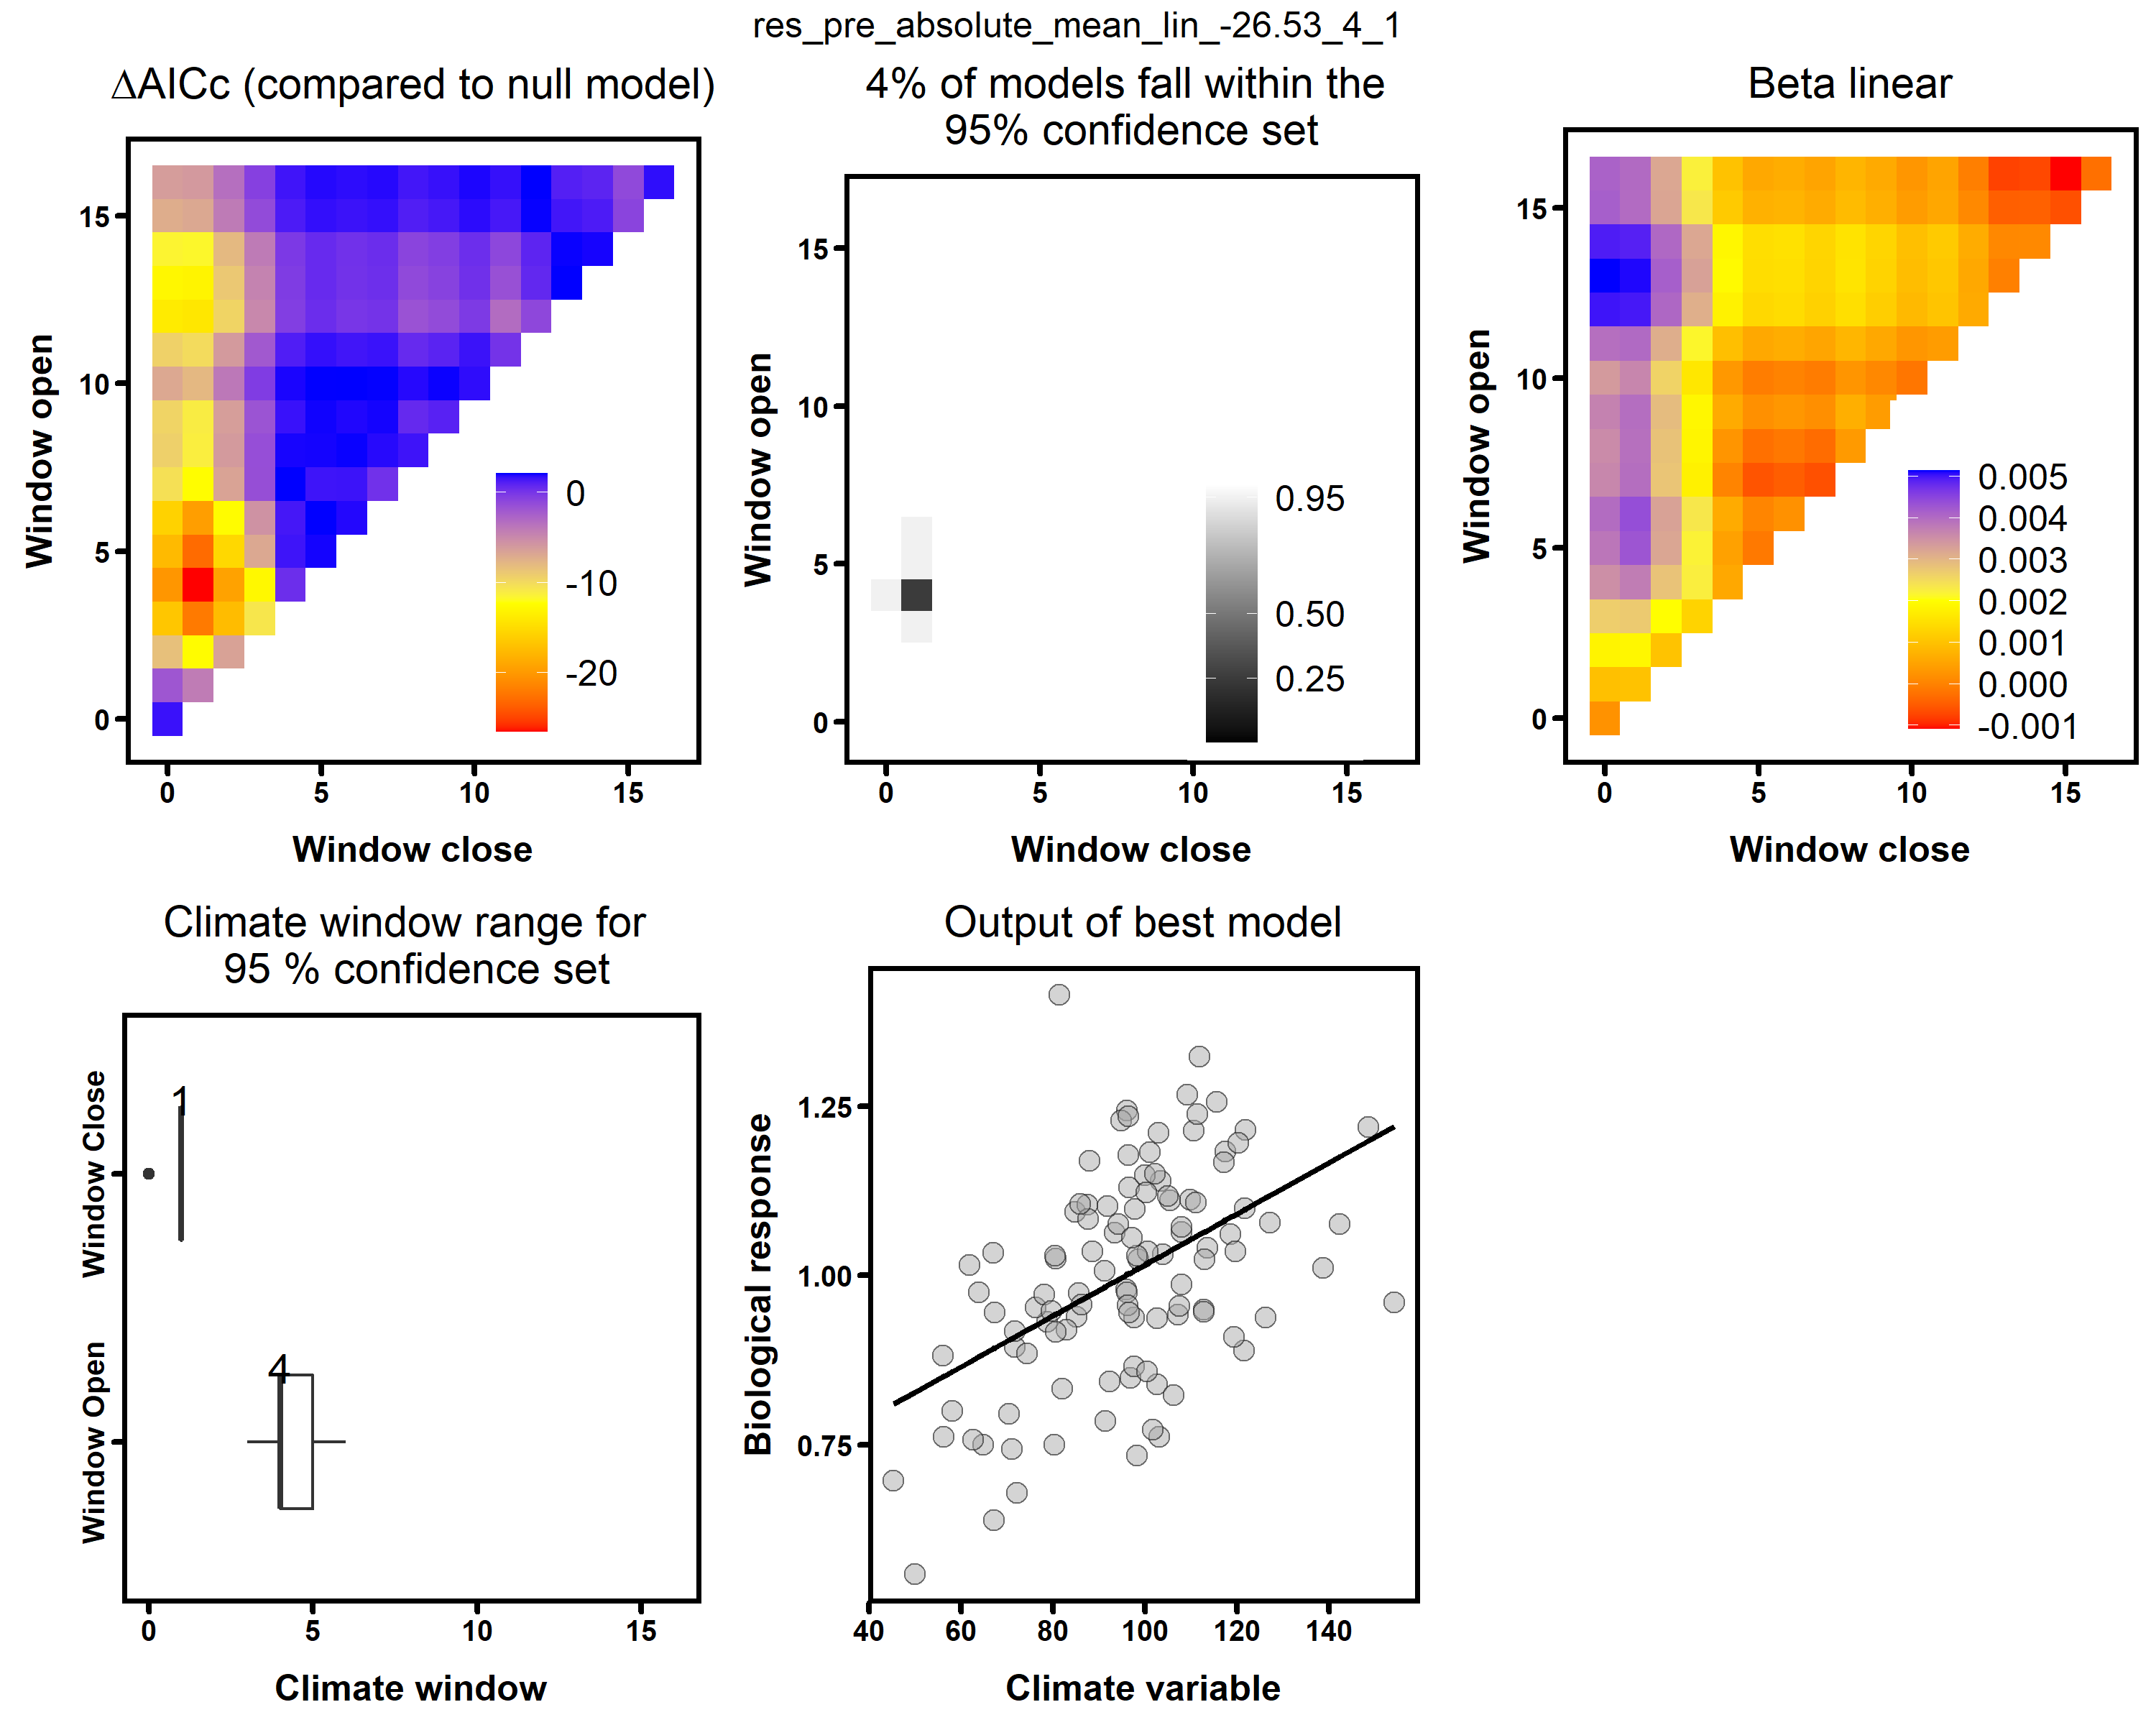 res_pre_absolute_mean_lin_-26.53_4_1
ΔAICc (compared to null model)
Window open
15
10
5
0
0
-10
-20
0
5
10
15
Window close
4% of models fall within the
95% confidence set
Window open
15
10
5
0
0.95
0.50
0.25
0
5
10
15
Window close
Beta linear
Window open
15
10
5
0
0.005
0.004
0.003
0.002
0.001
0.000
-0.001
0
5
10
15
Window close
Climate window range for
95 % confidence set
Window Close
Window Open
1
4
0
5
10
15
Climate window
Output of best model
Biological response
1.25
1.00
0.75
40
60
80
100
120
140
Climate variable